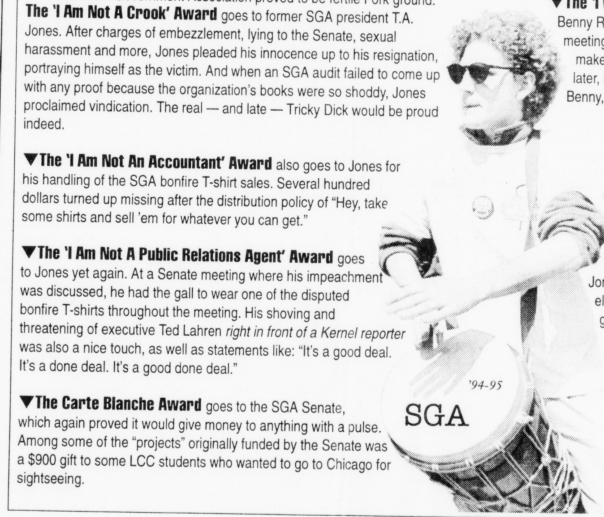 ment Association proved to be fertile Pork ground.
The 'I Am Not A Crook' Award goes to former SGA president T.A.
Jones. After charges of embezzlement, lying to the Senate, sexual
harassment and more, Jones pleaded his innocence up to his resignation,
portraying himself as the victim. And when an SGA audit failed to come up
with any proof because the organization's books were so shoddy, Jones
proclaimed vindication. The real — and late — Tricky Dick would be proud
indeed.
▼The 'I Am Not An Accountant' Award also goes to Jones for
his handling of the SGA bonfire T-shirt sales. Several hundred
dollars turned up missing after the distribution policy of "Hey, take
some shirts and sell 'em for whatever you can get."
▼The 'I Am Not A Public Relations Agent' Award goes
to Jones yet again. At a Senate meeting where his impeachment
was discussed, he had the gall to wear one of the disputed
bonfire T-shirts throughout the meeting. His shoving and
threatening of executive Ted Lahren right in front of a Kernel reporter
was also a nice touch, as well as statements like: "It's a good deal.
It's a done deal. It's a good done deal."
▼The Carte Blanche Award goes to the SGA Senate,
which again proved it would give money to anything with a pulse.
Among some of the "projects" originally funded by the Senate was
a $900 gift to some LCC students who wanted to go to Chicago for
sightseeing.
'94-95
SGA
▼The 'I
Benny R
meeting
make
later,
Benny,
Jon
el
g